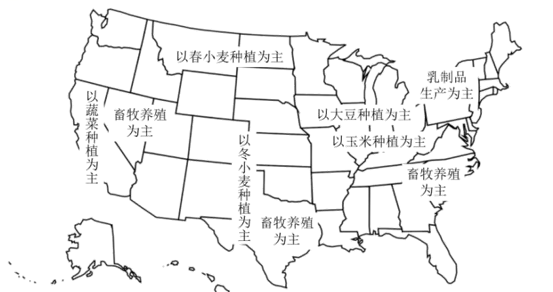 以春小麦种植为主
乳制品
生产为主
以蔬菜种植为主
畜牧养殖
为主
以大豆种植为主
以玉米种植为主
以冬小麦种植为主
畜牧养殖
为主
畜牧养殖
为主